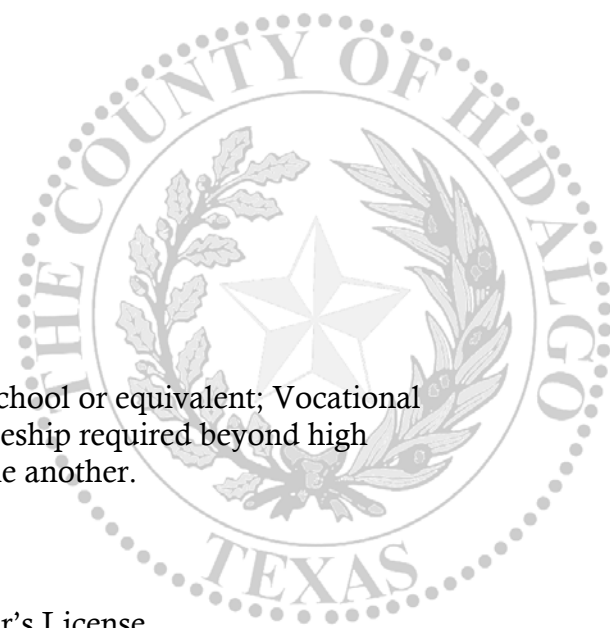 THE COUNTY OF HIDALGO
chool or equivalent; Vocational
eship required beyond high
e another.
TEXAS
r's License